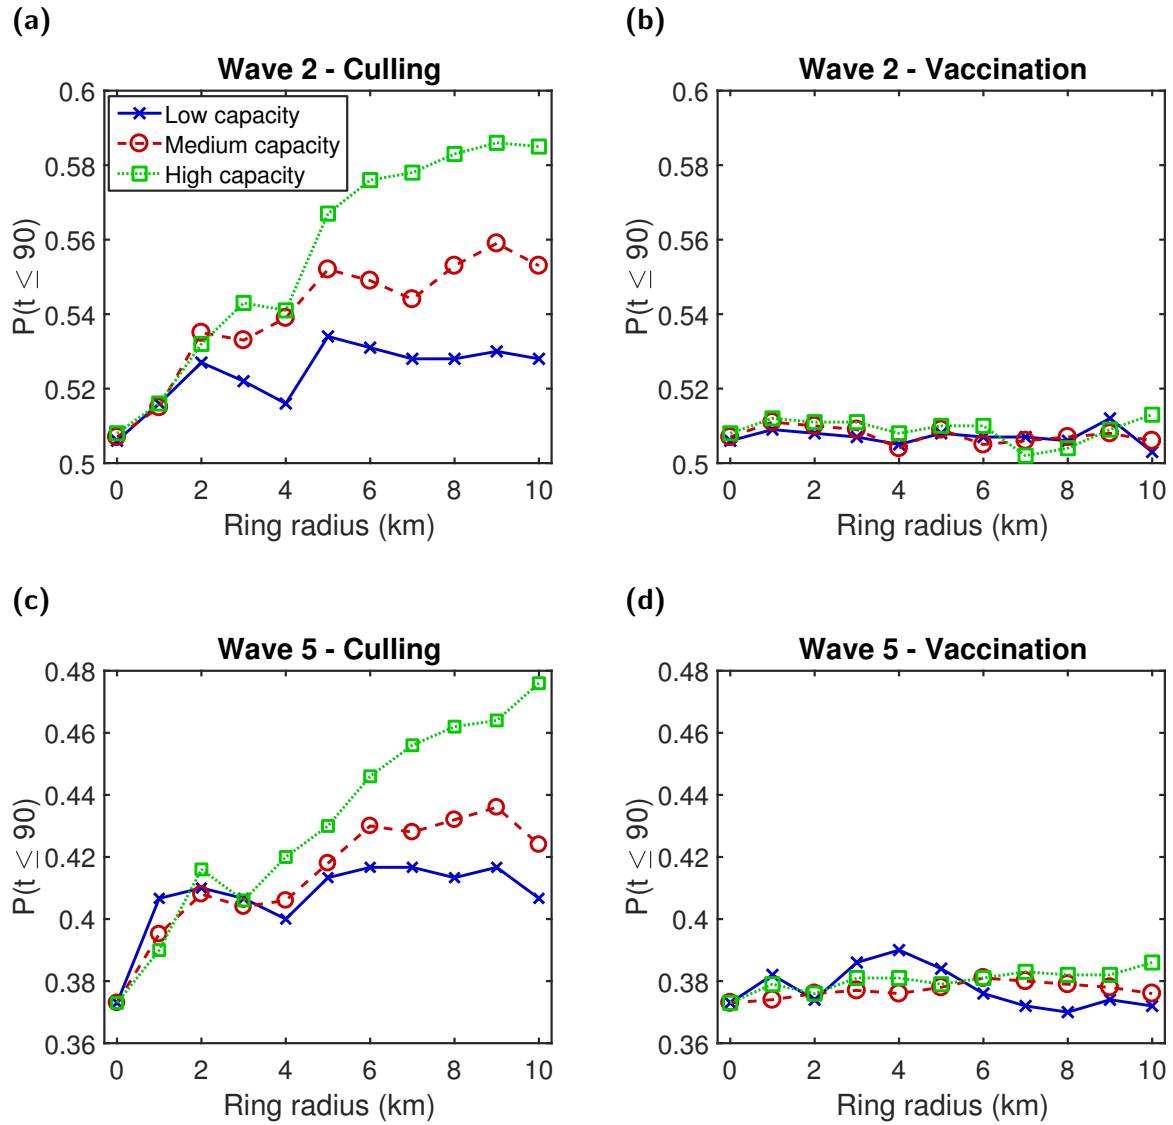 (a)
Wave 2 - Culling
0.6
0.58
0.56
0.54
0.52
0.5
P(t ≤ 90)
Low capacity
Medium capacity
High capacity
0 2 4 6 8 10
Ring radius (km)
(b)
Wave 2 - Vaccination
0.6
0.58
0.56
0.54
0.52
0.5
P(t ≤ 90)
0 2 4 6 8 10
Ring radius (km)
(c)
Wave 5 - Culling
0.48
0.46
0.44
0.42
0.4
0.38
0.36
P(t ≤ 90)
0 2 4 6 8 10
Ring radius (km)
(d)
Wave 5 - Vaccination
0.48
0.46
0.44
0.42
0.4
0.38
0.36
P(t ≤ 90)
0 2 4 6 8 10
Ring radius (km)